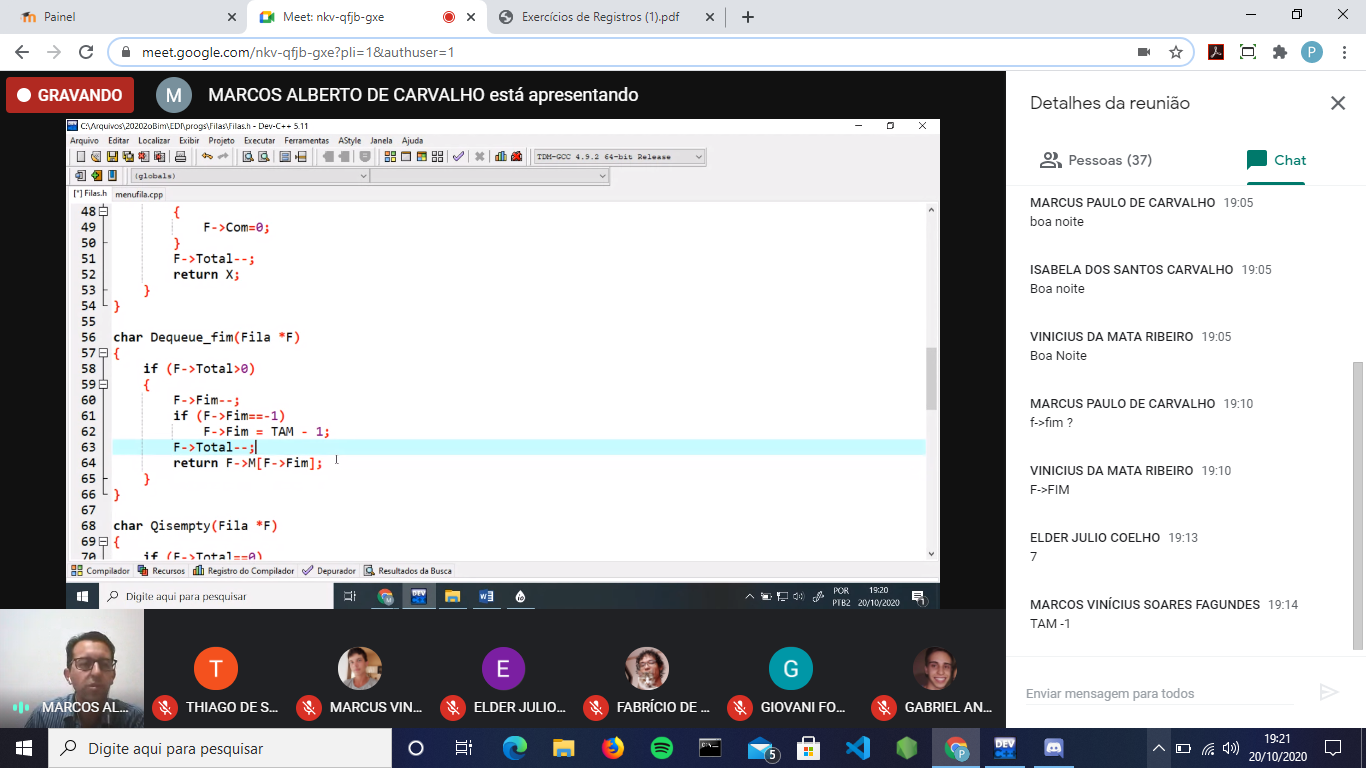 Painel
Meet: nkv-qfjb-gxe
Exercícios de Registros (1).pdf
meet.google.com/nkv-qfjb-gxe?pli=1&authuser=1
P
GRAVANDO
M
MARCOS ALBERTO DE CARVALHO está apresentando
C:\Arquivos\20202oBim\EDI\progs\Filas\Filas.h - Dev-C++ 5.11
Arquivo Editar Localizar Exibir Projeto Executar Ferramentas AStyle Janela Ajuda
TDM-GCC 4.9.2 64-bit Release
(globals)
[*] Filas.h menufila.cpp
48 {
49 F->Com=0;
50 }
51 F->Total--;
52 return X;
53 }
54 }
55
56 char Dequeue_fim(Fila *F)
57 {
58 if (F->Total>0)
59 {
60 F->Fim--;
61 if (F->Fim==-1)
62 F->Fim = TAM - 1;
63 F->Total--;
64 return F->M[F->Fim];
65 }
66 }
67
68 char Qisempty(Fila *F)
69 {
70 if (F->Total==0)
Compilador Recursos Registro do Compilador Depurador Resultados da Busca
Digite aqui para pesquisar
DEV
POR
PTB2
19:20
20/10/2020
1
MARCOS AL...
T
THIAGO DE S...
MARCUS VIN...
E
ELDER JULIO...
FABRÍCIO DE ...
G
GIOVANI FO...
GABRIEL AN...
Detalhes da reunião
Pessoas (37)
Chat
MARCUS PAULO DE CARVALHO 19:05
boa noite
ISABELA DOS SANTOS CARVALHO 19:05
Boa noite
VINICIUS DA MATA RIBEIRO 19:05
Boa Noite
MARCUS PAULO DE CARVALHO 19:10
f->fim ?
VINICIUS DA MATA RIBEIRO 19:10
F->FIM
ELDER JULIO COELHO 19:13
7
MARCOS VINÍCIUS SOARES FAGUNDES 19:14
TAM -1
Enviar mensagem para todos
Digite aqui para pesquisar
5
P
DEV
19:21
20/10/2020